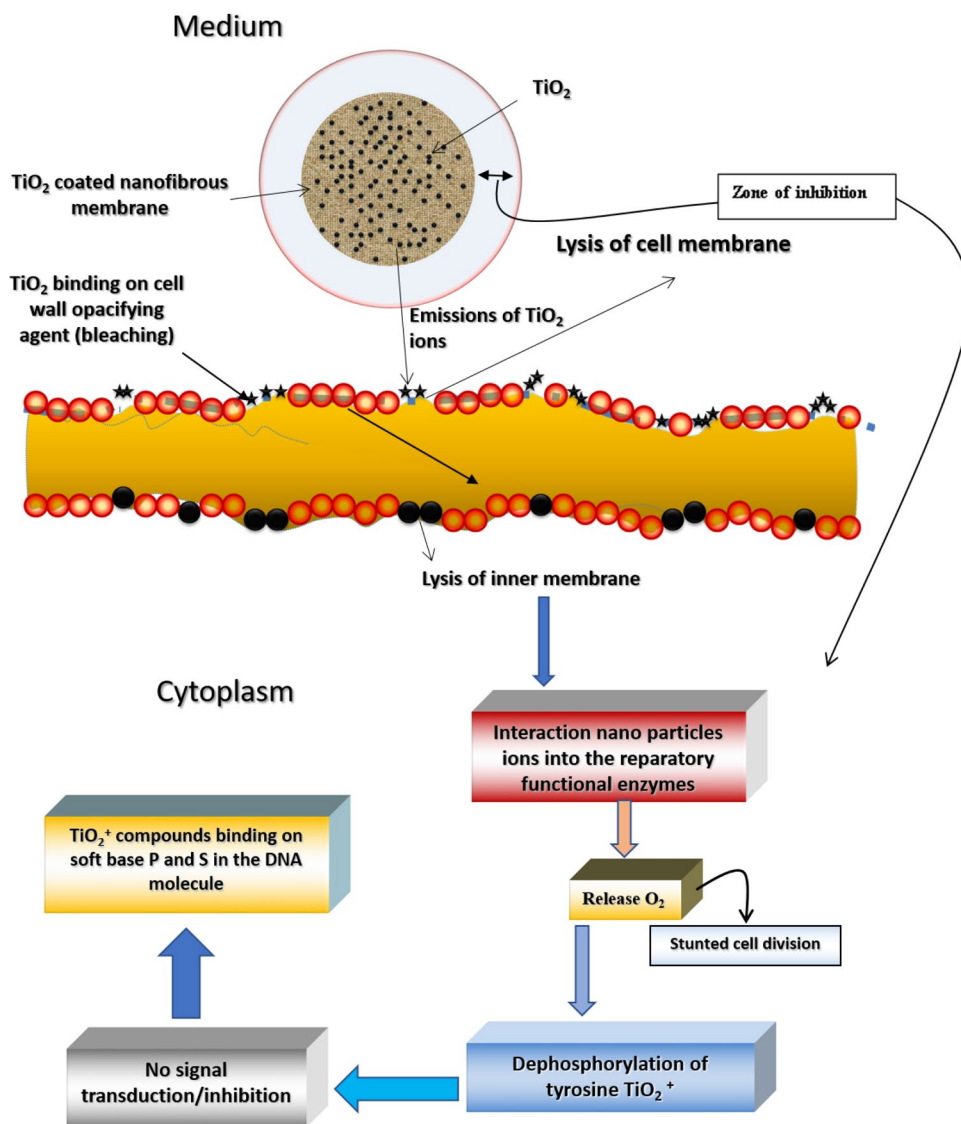 Medium
TiO₂
TiO₂ coated nanofibrous
membrane
Zone of inhibition
Lysis of cell membrane
TiO₂ binding on cell
wall opacifying
agent (bleaching)
Emissions of TiO₂
ions
Lysis of inner membrane
Cytoplasm
Interaction nano particles
ions into the reparatory
functional enzymes
TiO₂⁺ compounds binding on
soft base P and S in the DNA
molecule
Release O₂
Stunted cell division
No signal
transduction/inhibition
Dephosphorylation of
tyrosine TiO₂ ⁺